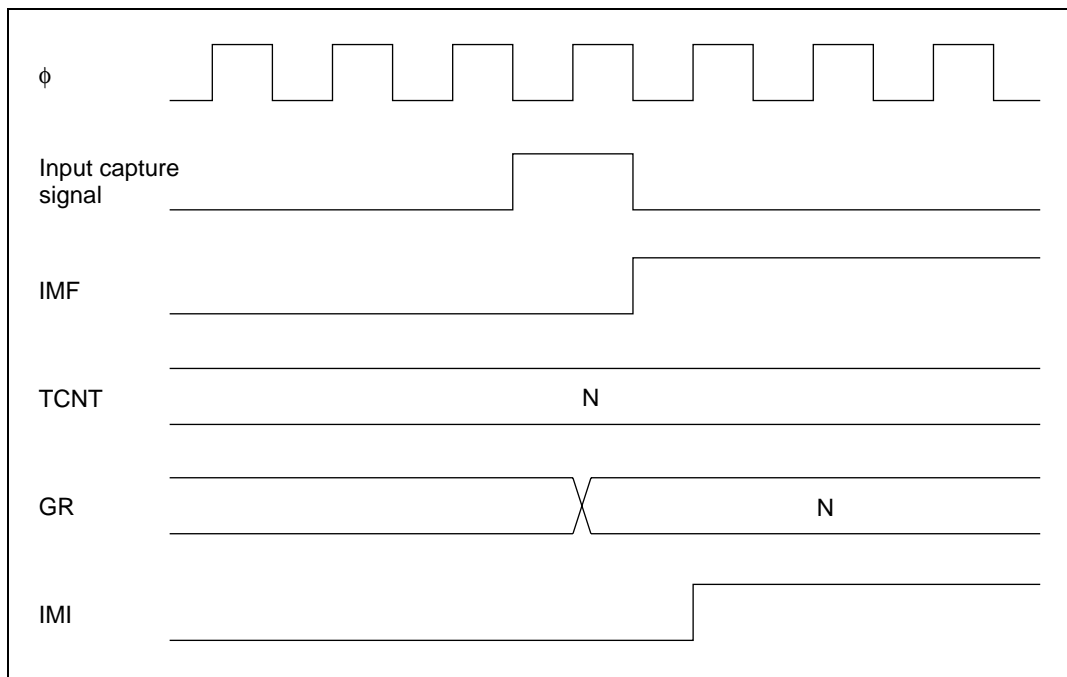 ϕ
Input capture
signal
IMF
TCNT
N
GR
N
IMI